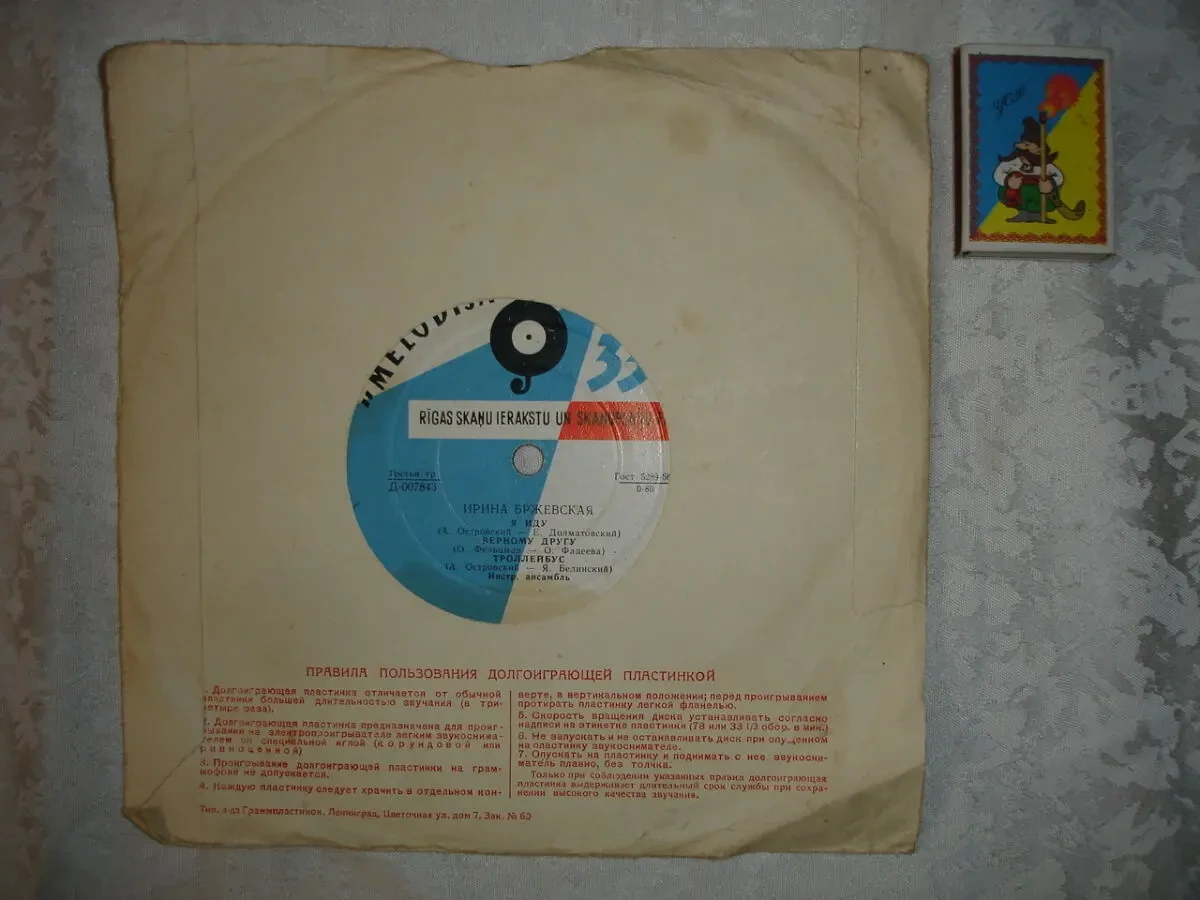 "MELODIJA
33
RĪGAS SKAŅU IERAKSTU UN SKAŅUPLAŠU
Третья гр.
Д-007843
Гост 5289-56
0-80
ИРИНА БРЖЕВСКАЯ
Я ИДУ
(А. Островский — Е. Долматовский)
ВЕРНОМУ ДРУГУ
(О. Фельцман — О. Фадеева)
ТРОЛЛЕЙБУС
(А. Островский — Я. Белинский)
Инстр. ансамбль
ПРАВИЛА ПОЛЬЗОВАНИЯ ДОЛГОИГРАЮЩЕЙ ПЛАСТИНКОЙ
1. Долгоиграющая пластинка отличается от обычной
пластинки большей длительностью звучания (в три-
четыре раза).
2. Долгоиграющая пластинка предназначена для проиг-
рывания на электропроигрывателе легким звукоснима-
телем со специальной иглой (корундовой или
равноценной)
3. Проигрывание долгоиграющей пластинки на грам-
мофоне не допускается.
4. Каждую пластинку следует хранить в отдельном кон-
верте, в вертикальном положении; перед проигрыванием
протирать пластинку легкой фланелью.
5. Скорость вращения диска устанавливать согласно
надписи на этикетке пластинки (78 или 33 1/3 обор. в мин.)
6. Не запускать и не останавливать диск при опущенном
на пластинку звукоснимателе.
7. Опускать на пластинку и поднимать с нее звукосни-
матель плавно, без толчка.
Только при соблюдении указанных правил долгоиграющая
пластинка выдерживает длительный срок службы при сохра-
нении высокого качества звучания.
Тип. з-да Граммпластинок. Ленинград, Цветочная ул. дом 7. Зак. № 60